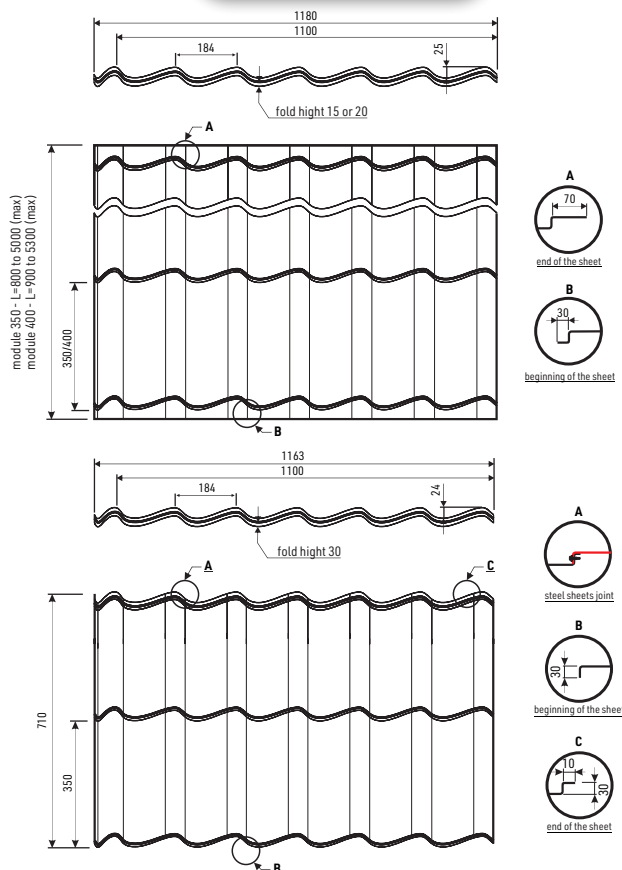 1180
1100
184
25
fold hight 15 or 20
A
module 350 - L=800 to 5000 (max)
module 400 - L=900 to 5300 (max)
350/400
B
A
70
end of the sheet
B
30
beginning of the sheet
1163
1100
184
24
fold hight 30
A
C
710
350
B
A
steel sheets joint
B
30
beginning of the sheet
C
10
30
end of the sheet